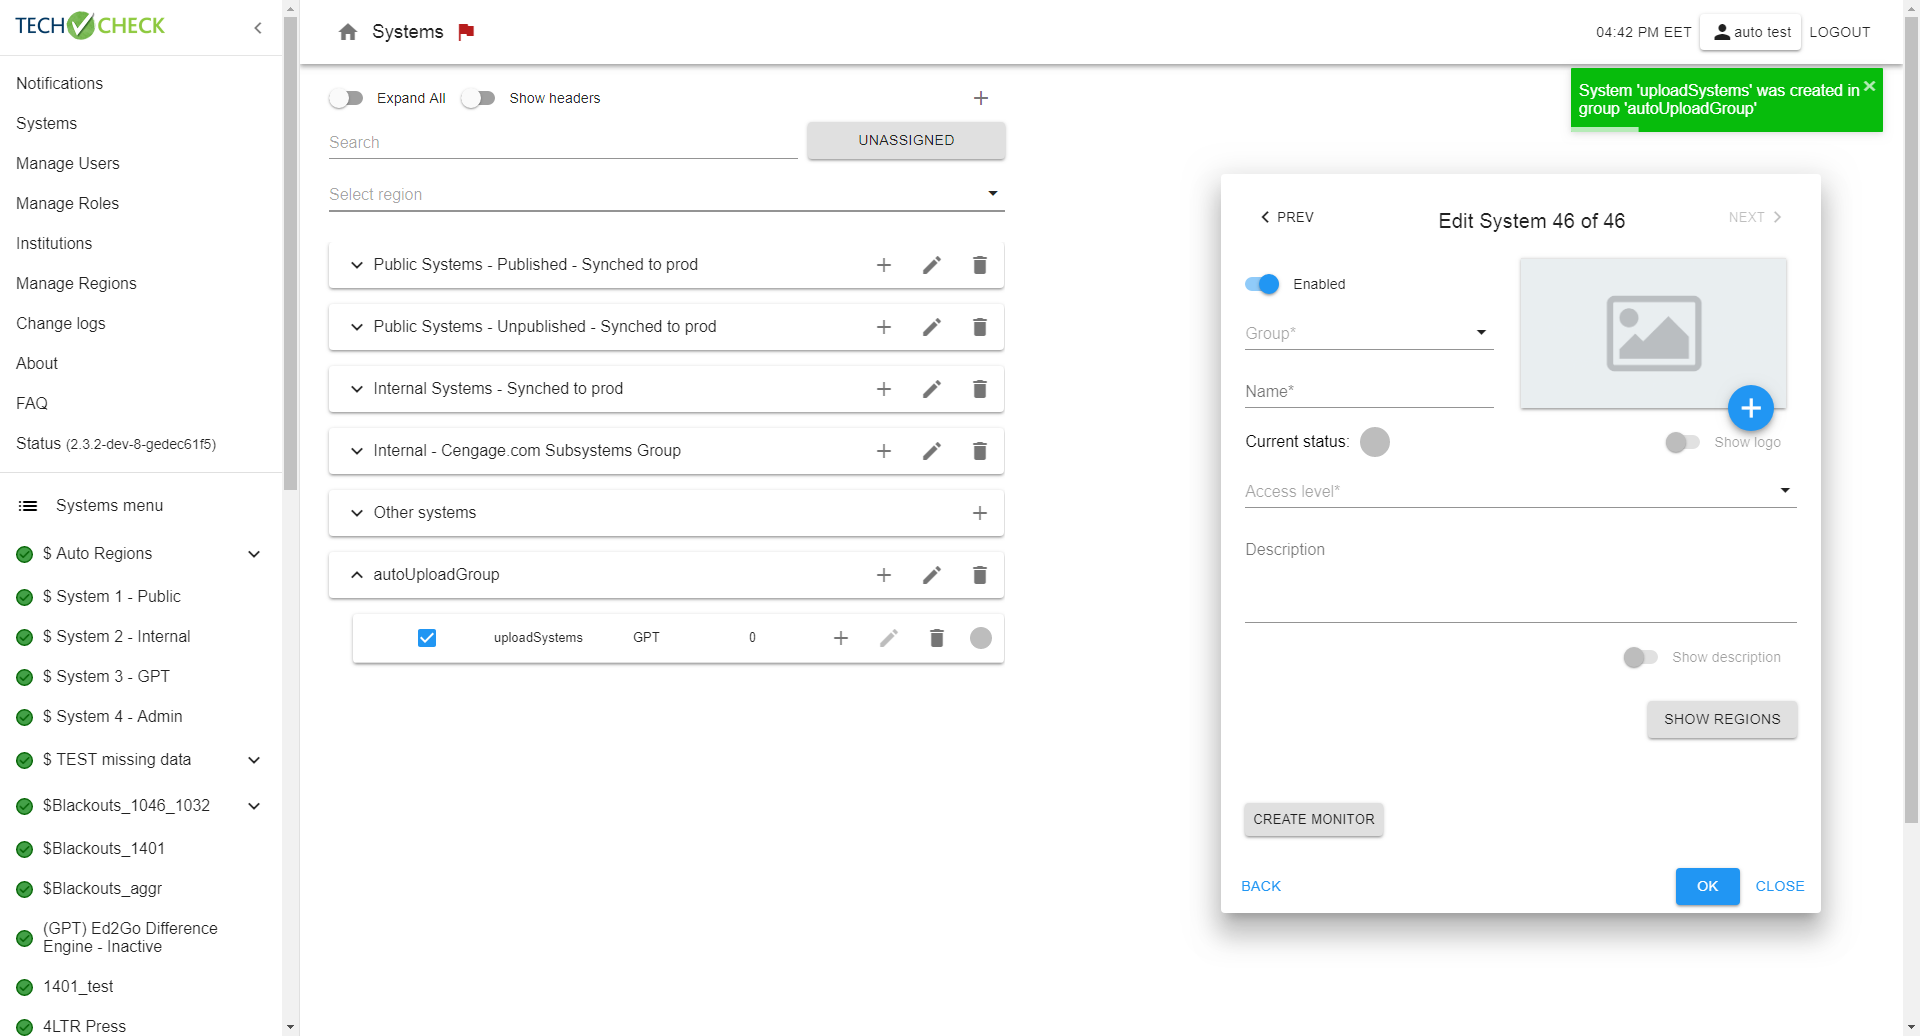 TECH CHECK
Notifications
Systems
Manage Users
Manage Roles
Institutions
Manage Regions
Change logs
About
FAQ
Status (2.3.2-dev-8-gedec61f5)
Systems menu
$ Auto Regions
$ System 1 - Public
$ System 2 - Internal
$ System 3 - GPT
$ System 4 - Admin
$ TEST missing data
$Blackouts_1046_1032
$Blackouts_1401
$Blackouts_aggr
(GPT) Ed2Go Difference
Engine - Inactive
1401_test
4LTR Press
Systems
04:42 PM EET
auto test
LOGOUT
Expand All
Show headers
Search
UNASSIGNED
Select region
Public Systems - Published - Synched to prod
Public Systems - Unpublished - Synched to prod
Internal Systems - Synched to prod
Internal - Cengage.com Subsystems Group
Other systems
autoUploadGroup
uploadSystems GPT 0
System 'uploadSystems' was created in
group 'autoUploadGroup'
PREV
Edit System 46 of 46
NEXT
Enabled
Group*
Name*
Current status:
Show logo
Access level*
Description
Show description
SHOW REGIONS
CREATE MONITOR
BACK
OK
CLOSE